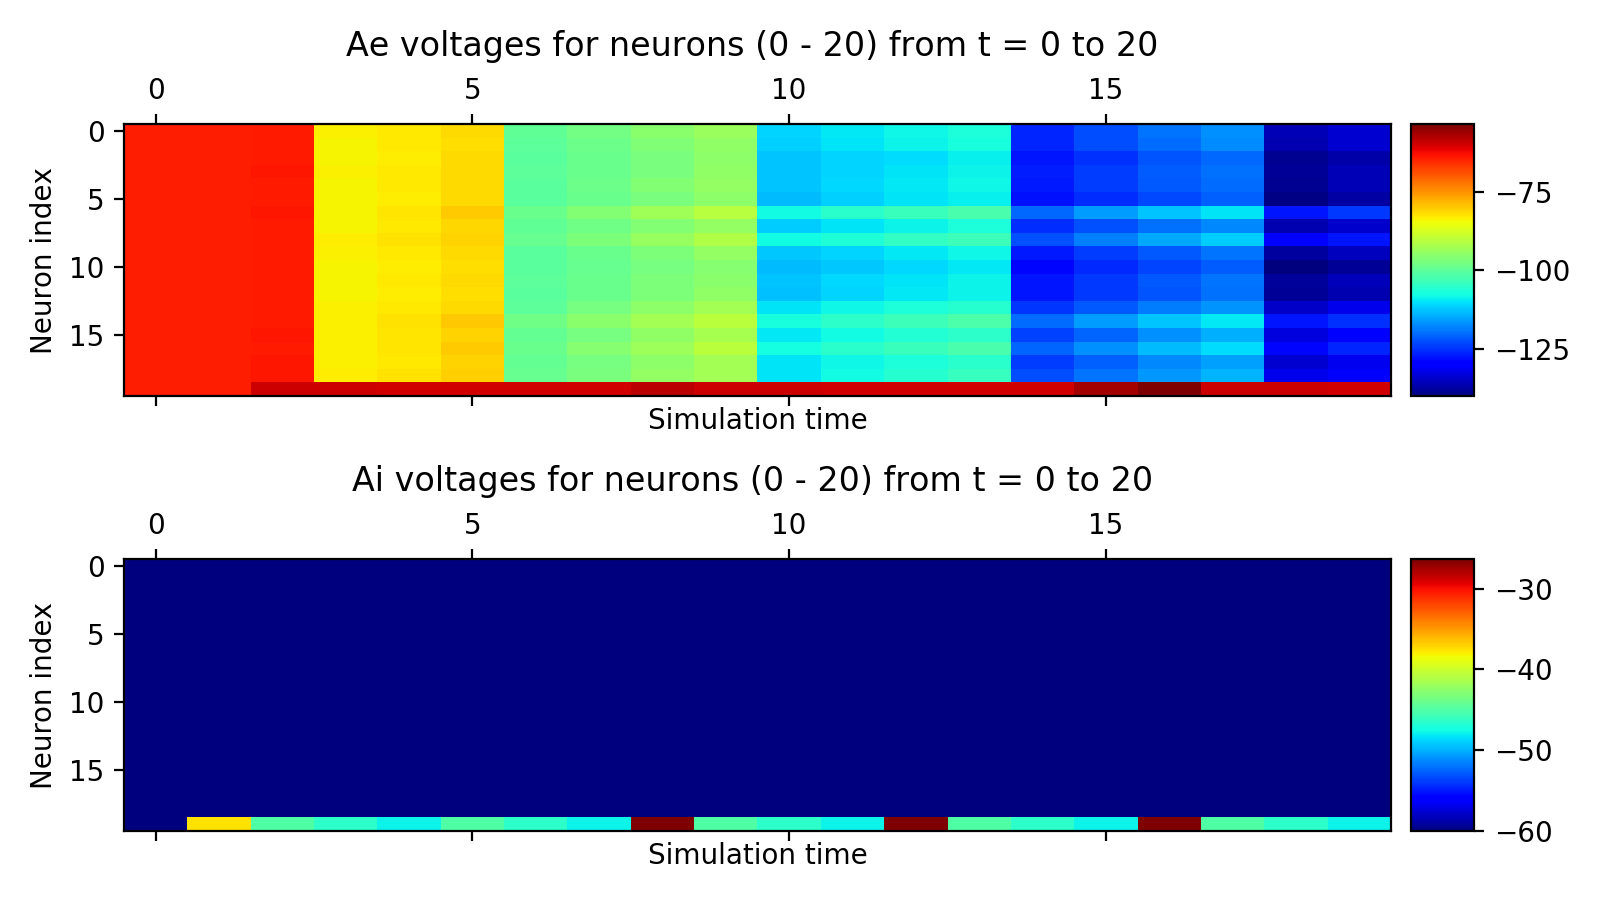 Ae voltages for neurons (0 - 20) from t = 0 to 20
0 5 10 15
0
5
10
15
Neuron index
−75
−100
−125
Simulation time
Ai voltages for neurons (0 - 20) from t = 0 to 20
0 5 10 15
0
5
10
15
Neuron index
−30
−40
−50
−60
Simulation time